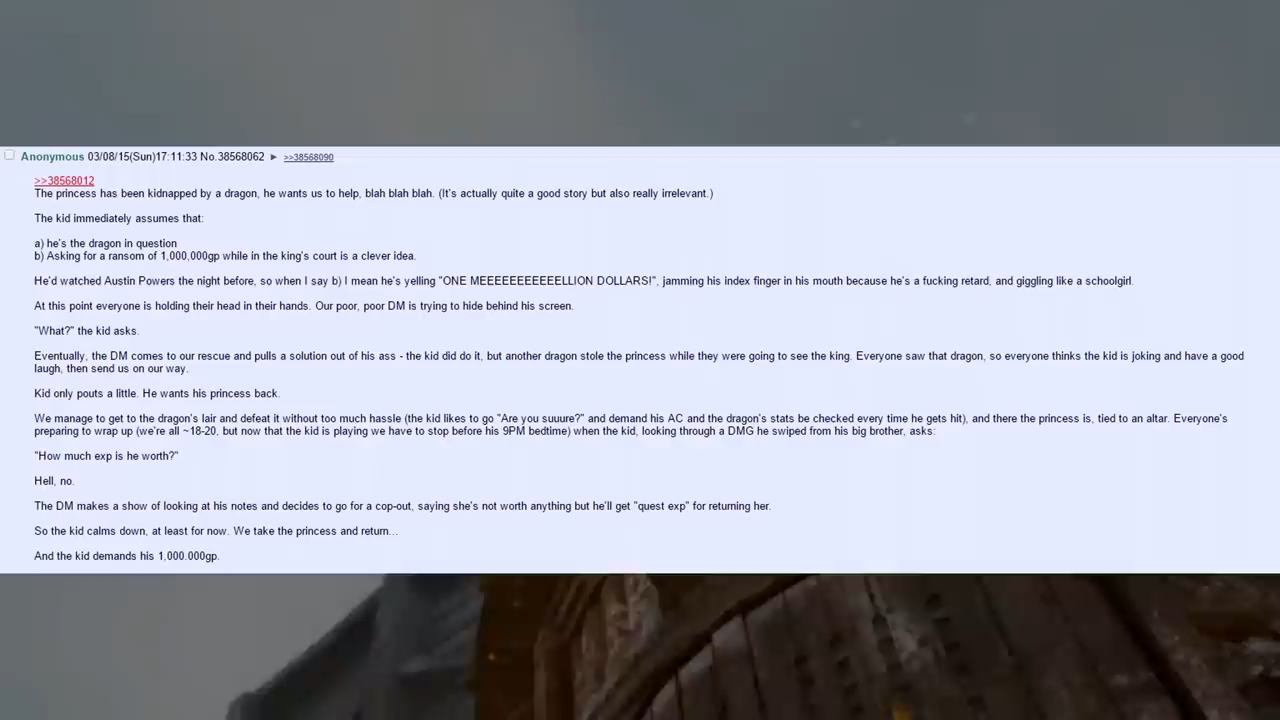 Anonymous 03/08/15(Sun)17:11:33 No.38568062 ► >>38568090
>>38568012
The princess has been kidnapped by a dragon, he wants us to help, blah blah blah. (It's actually quite a good story but also really irrelevant.)
The kid immediately assumes that:
a) he's the dragon in question
b) Asking for a ransom of 1,000,000gp while in the king's court is a clever idea.
He'd watched Austin Powers the night before, so when I say b) I mean he's yelling "ONE MEEEEEEEEEEELLION DOLLARS!", jamming his index finger in his mouth because he's a fucking retard, and giggling like a schoolgirl.
At this point everyone is holding their head in their hands. Our poor, poor DM is trying to hide behind his screen.
"What?" the kid asks.
Eventually, the DM comes to our rescue and pulls a solution out of his ass - the kid did do it, but another dragon stole the princess while they were going to see the king. Everyone saw that dragon, so everyone thinks the kid is joking and have a good
laugh, then send us on our way.
Kid only pouts a little. He wants his princess back.
We manage to get to the dragon's lair and defeat it without too much hassle (the kid likes to go "Are you suuure?" and demand his AC and the dragon's stats be checked every time he gets hit), and there the princess is, tied to an altar. Everyone's
preparing to wrap up (we're all ~18-20, but now that the kid is playing we have to stop before his 9PM bedtime) when the kid, looking through a DMG he swiped from his big brother, asks:
"How much exp is he worth?"
Hell, no.
The DM makes a show of looking at his notes and decides to go for a cop-out, saying she's not worth anything but he'll get "quest exp" for returning her.
So the kid calms down, at least for now. We take the princess and return...
And the kid demands his 1,000.000gp.